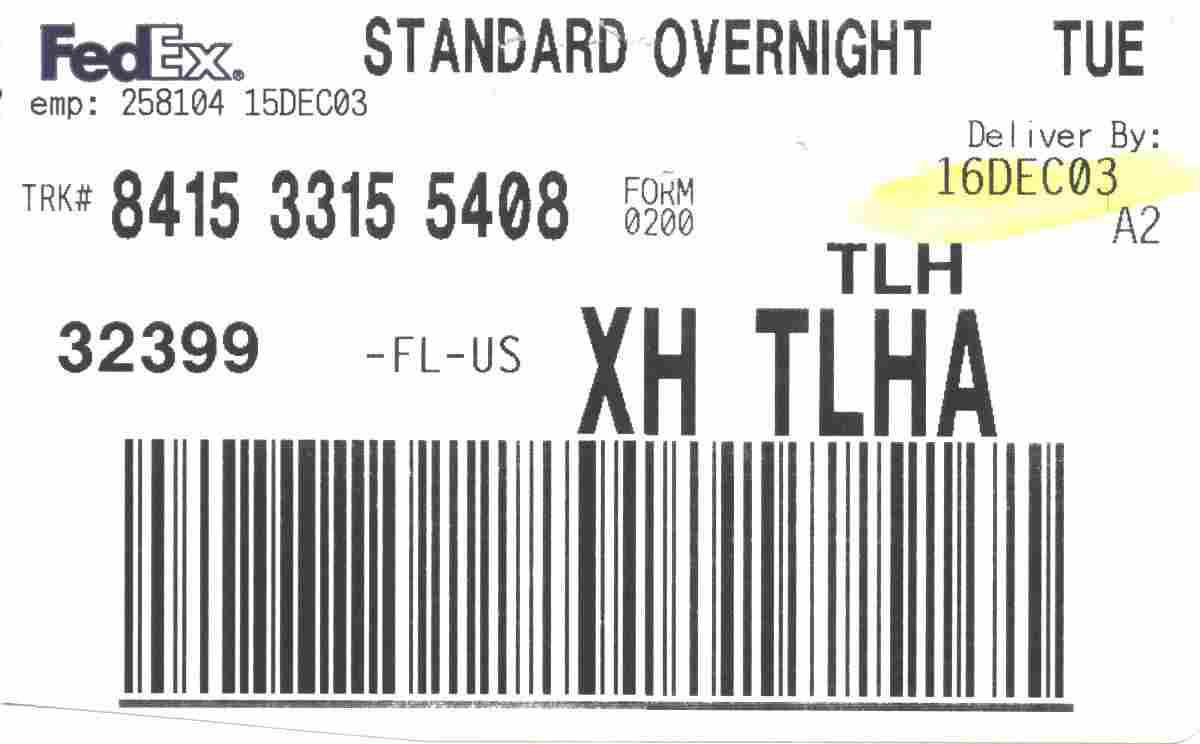 FedEx® STANDARD OVERNIGHT TUE
emp: 258104 15DEC03
Deliver By:
16DEC03
TRK# 8415 3315 5408 FORM 0200
A2
TLH
32399 -FL-US XH TLHA